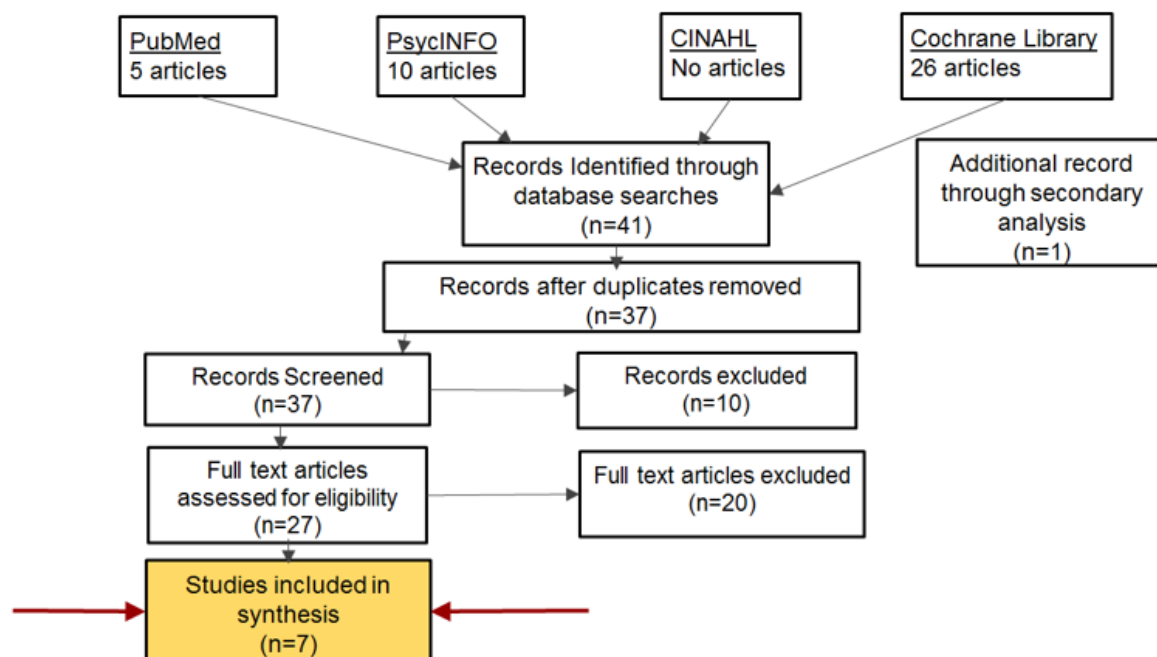 PubMed
5 articles
PsycINFO
10 articles
CINAHL
No articles
Cochrane Library
26 articles
Records Identified through
database searches
(n=41)
Additional record
through secondary
analysis
(n=1)
Records after duplicates removed
(n=37)
Records Screened
(n=37)
Records excluded
(n=10)
Full text articles
assessed for eligibility
(n=27)
Full text articles excluded
(n=20)
Studies included in
synthesis
(n=7)